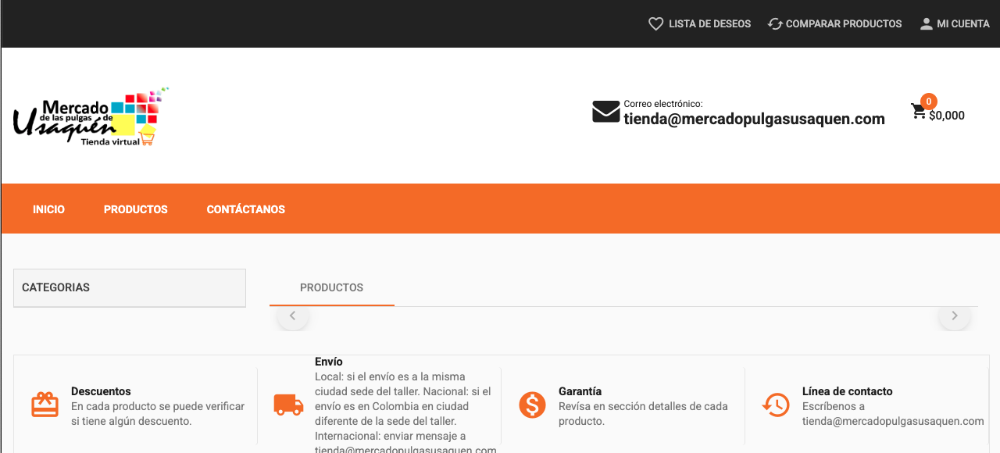 LISTA DE DESEOS
COMPARAR PRODUCTOS
MI CUENTA
Mercado
de las pulgas de
Usaquén
Tienda virtual
Correo electrónico:
tienda@mercadopulgasusaquen.com
0
$0,000
INICIO
PRODUCTOS
CONTÁCTANOS
CATEGORIAS
PRODUCTOS
Descuentos
En cada producto se puede verificar
si tiene algún descuento.
Envío
Local: si el envío es a la misma
ciudad sede del taller. Nacional: si el
envío es en Colombia en ciudad
diferente de la sede del taller.
Internacional: enviar mensaje a
tienda@mercadopulgasusaquen.com
Garantía
Revísa en sección detalles de cada
producto.
Línea de contacto
Escríbenos a
tienda@mercadopulgasusaquen.com